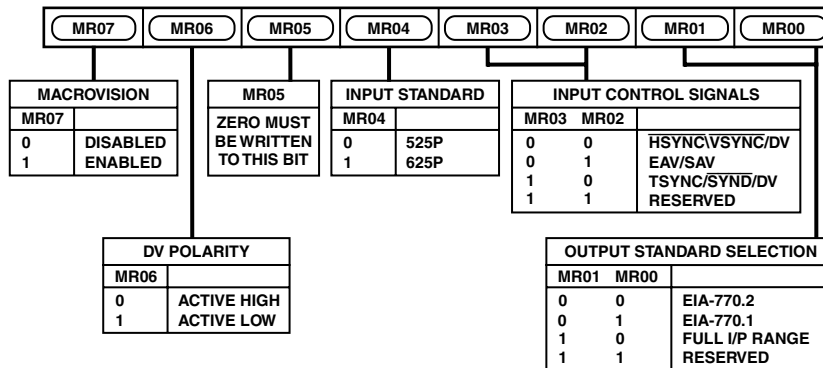 MR07 MR06 MR05 MR04 MR03 MR02 MR01 MR00
MACROVISION
MR07
0 DISABLED
1 ENABLED
MR05
ZERO MUST
BE WRITTEN
TO THIS BIT
INPUT STANDARD
MR04
0 525P
1 625P
INPUT CONTROL SIGNALS
MR03 MR02
0 0 HSYNC\VSYNC/DV
0 1 EAV/SAV
1 0 TSYNC/SYND/DV
1 1 RESERVED
DV POLARITY
MR06
0 ACTIVE HIGH
1 ACTIVE LOW
OUTPUT STANDARD SELECTION
MR01 MR00
0 0 EIA-770.2
0 1 EIA-770.1
1 0 FULL I/P RANGE
1 1 RESERVED